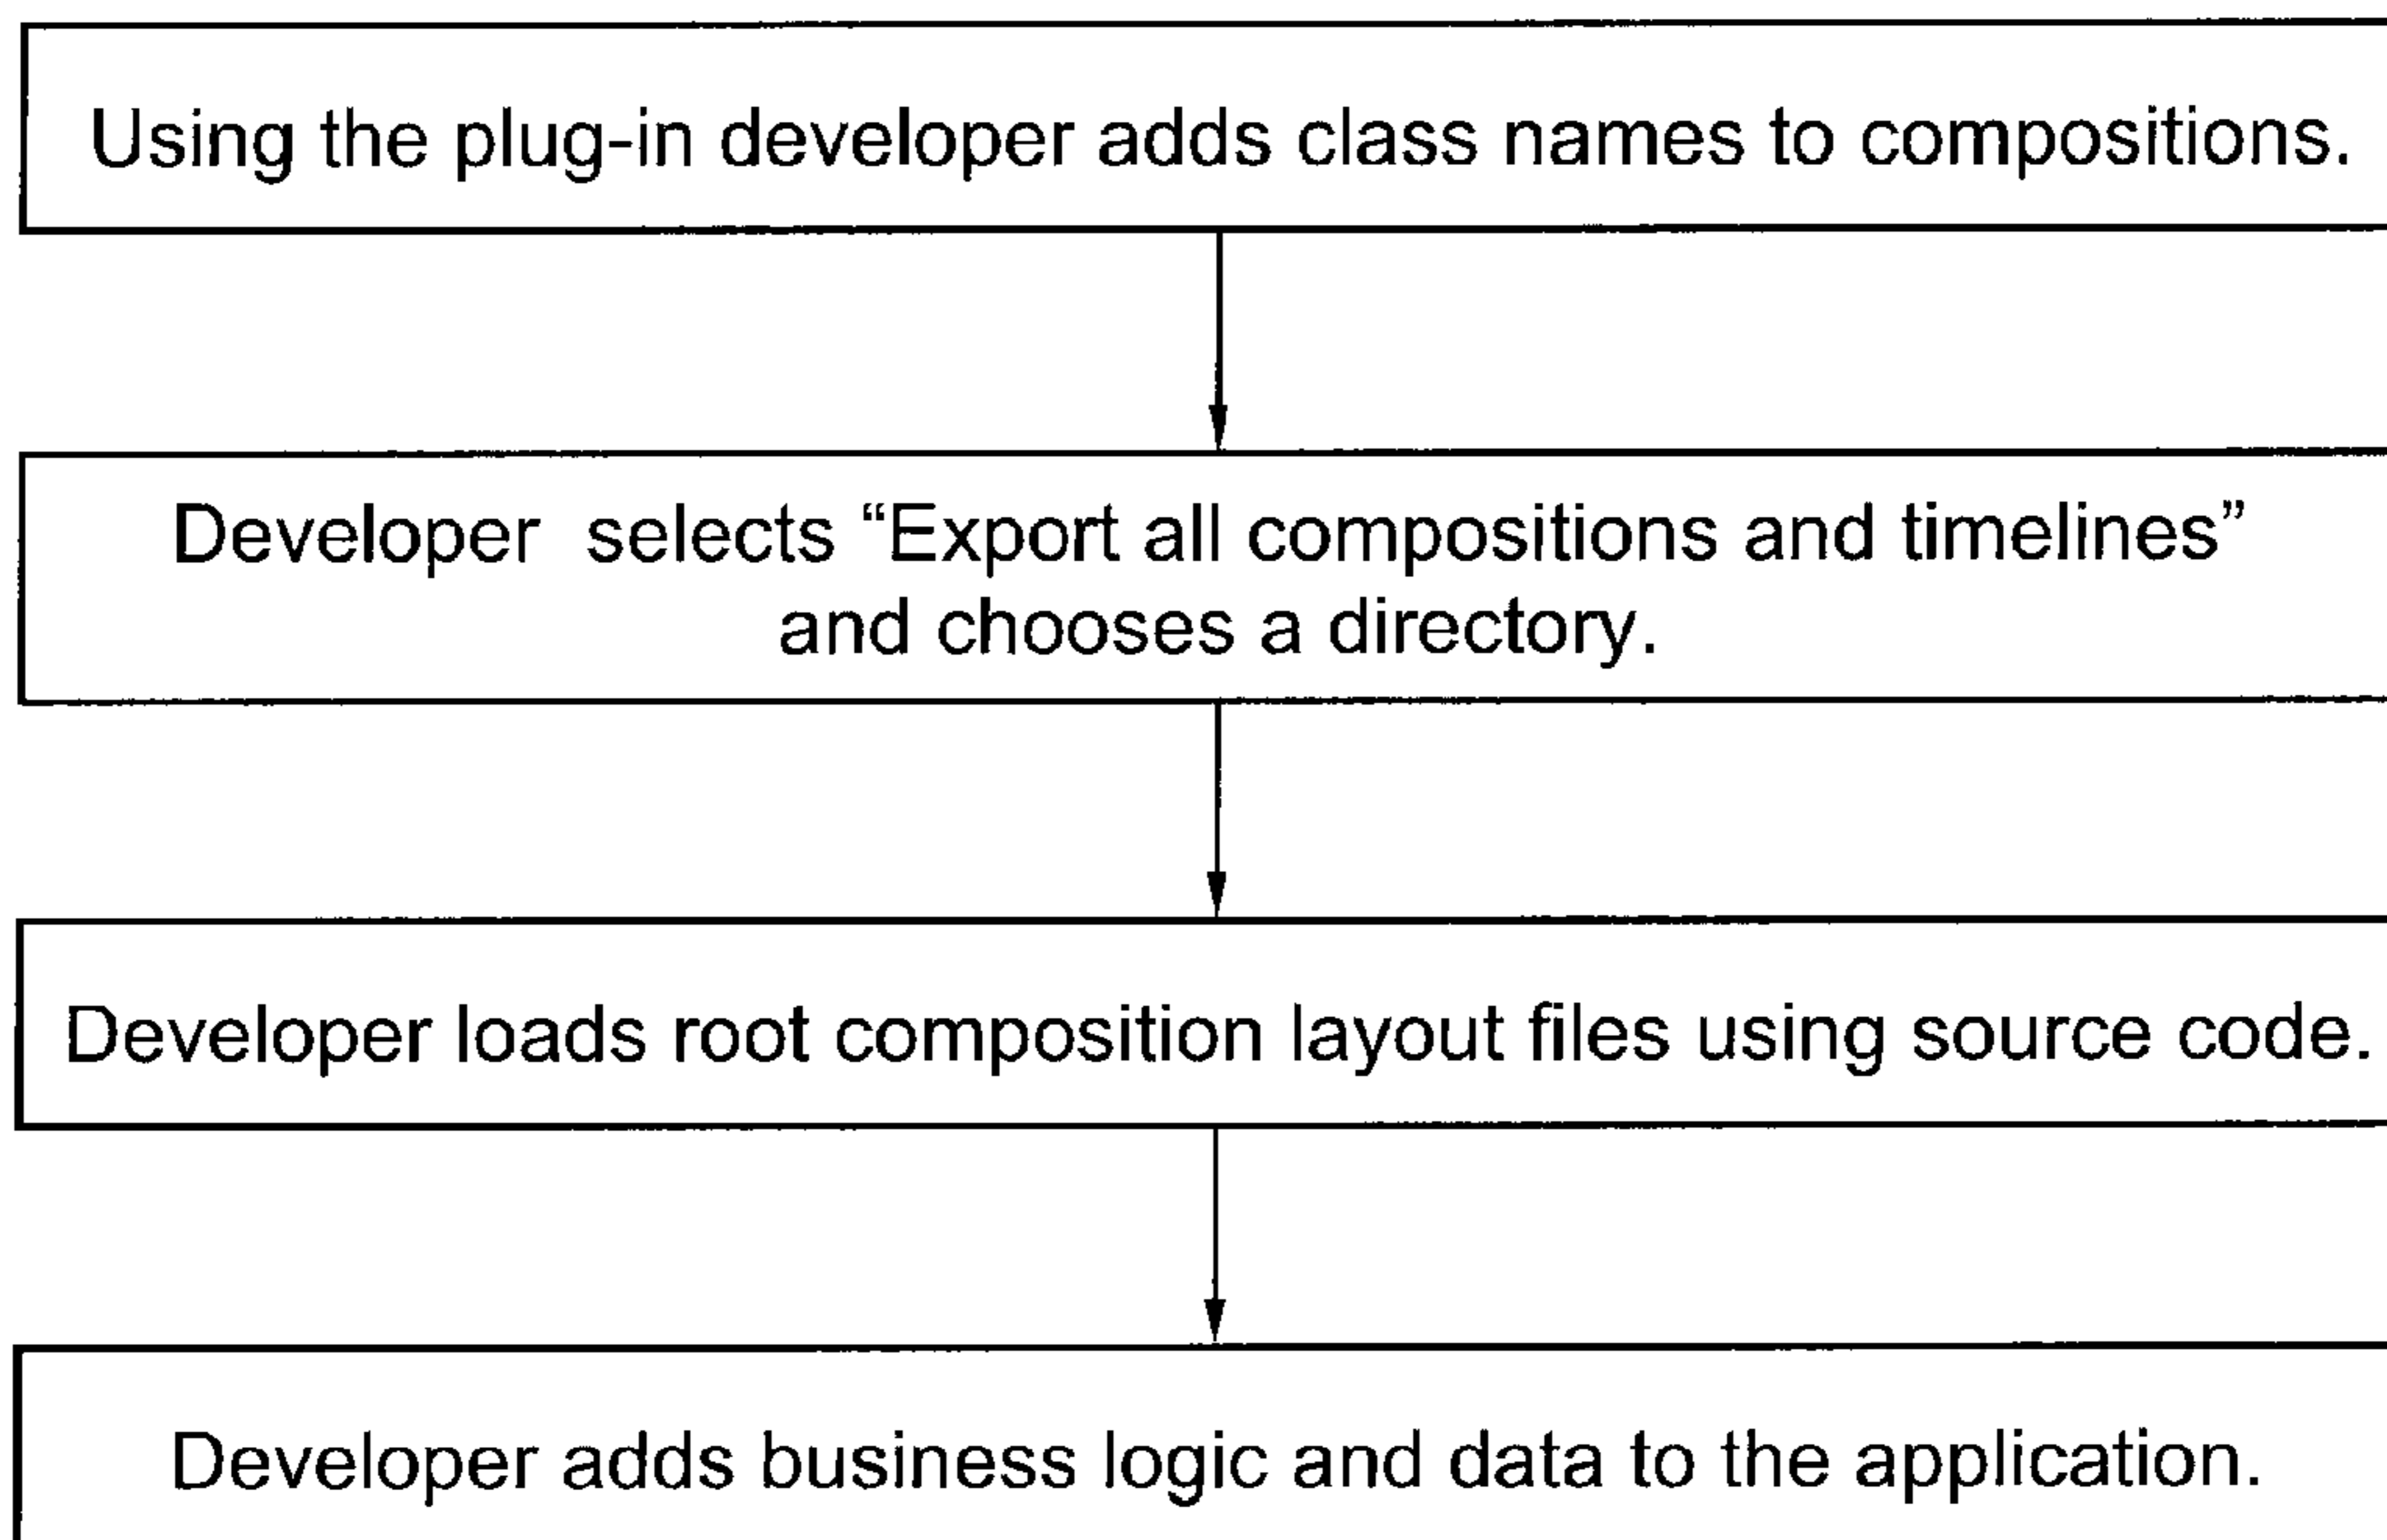 Using the plug-in developer adds class names to compositions.
Developer selects “Export all compositions and timelines”
and chooses a directory.
Developer loads root composition layout files using source code.
Developer adds business logic and data to the application.